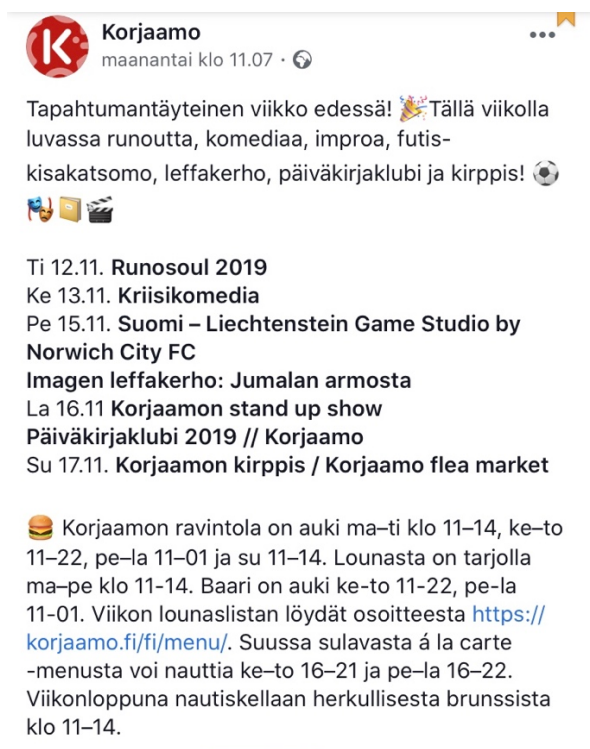 K
Korjaamo
maanantai klo 11.07 ·
Tapahtumantäyteinen viikko edessä! 🎉Tällä viikolla
luvassa runoutta, komediaa, improa, futis-
kisakatsomo, leffakerho, päiväkirjaklubi ja kirppis! ⚽
🎭📔🎬
Ti 12.11. Runosoul 2019
Ke 13.11. Kriisikomedia
Pe 15.11. Suomi – Liechtenstein Game Studio by
Norwich City FC
Imagen leffakerho: Jumalan armosta
La 16.11 Korjaamon stand up show
Päiväkirjaklubi 2019 // Korjaamo
Su 17.11. Korjaamon kirppis / Korjaamo flea market
🍔 Korjaamon ravintola on auki ma–ti klo 11–14, ke–to
11–22, pe–la 11–01 ja su 11–14. Lounasta on tarjolla
ma–pe klo 11-14. Baari on auki ke-to 11-22, pe-la
11-01. Viikon lounaslistan löydät osoitteesta https://
korjaamo.fi/fi/menu/. Suussa sulavasta á la carte
-menusta voi nauttia ke–to 16–21 ja pe–la 16–22.
Viikonloppuna nautiskellaan herkullisesta brunssista
klo 11–14.